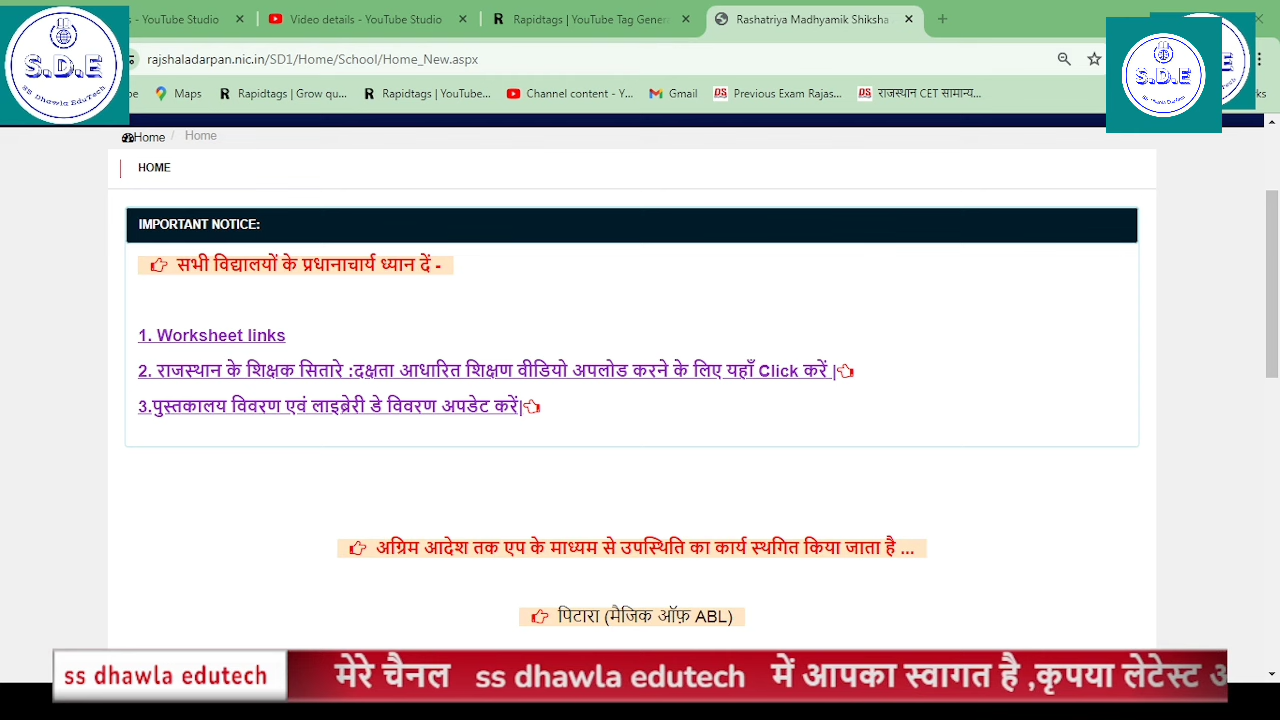 s - YouTube Studio
Video details - YouTube Studio
Rapidtags | YouTube Tag Gener
Rashatriya Madhyamik Shiksha
rajshaladarpan.nic.in/SD1/Home/School/Home_New.aspx
Maps
Rapidtags | Grow qu...
Rapidtags | YouTube...
Channel content - Y...
Gmail
Previous Exam Rajas...
राजस्थान CET सामान्य...
S.D.E
SS Dhawla EduTech
S.D.E
Home / Home
HOME
IMPORTANT NOTICE:
सभी विद्यालयों के प्रधानाचार्य ध्यान दें -
1. Worksheet links
2. राजस्थान के शिक्षक सितारे :दक्षता आधारित शिक्षण वीडियो अपलोड करने के लिए यहाँ Click करें |
3.पुस्तकालय विवरण एवं लाइब्रेरी डे विवरण अपडेट करें|
अग्रिम आदेश तक एप के माध्यम से उपस्थिति का कार्य स्थगित किया जाता है ...
पिटारा (मैजिक ऑफ़ ABL)
ss dhawla edutech
मेरे चैनल ss dhawla edutech में आपका स्वागत है ,कृपया लेटेस्ट